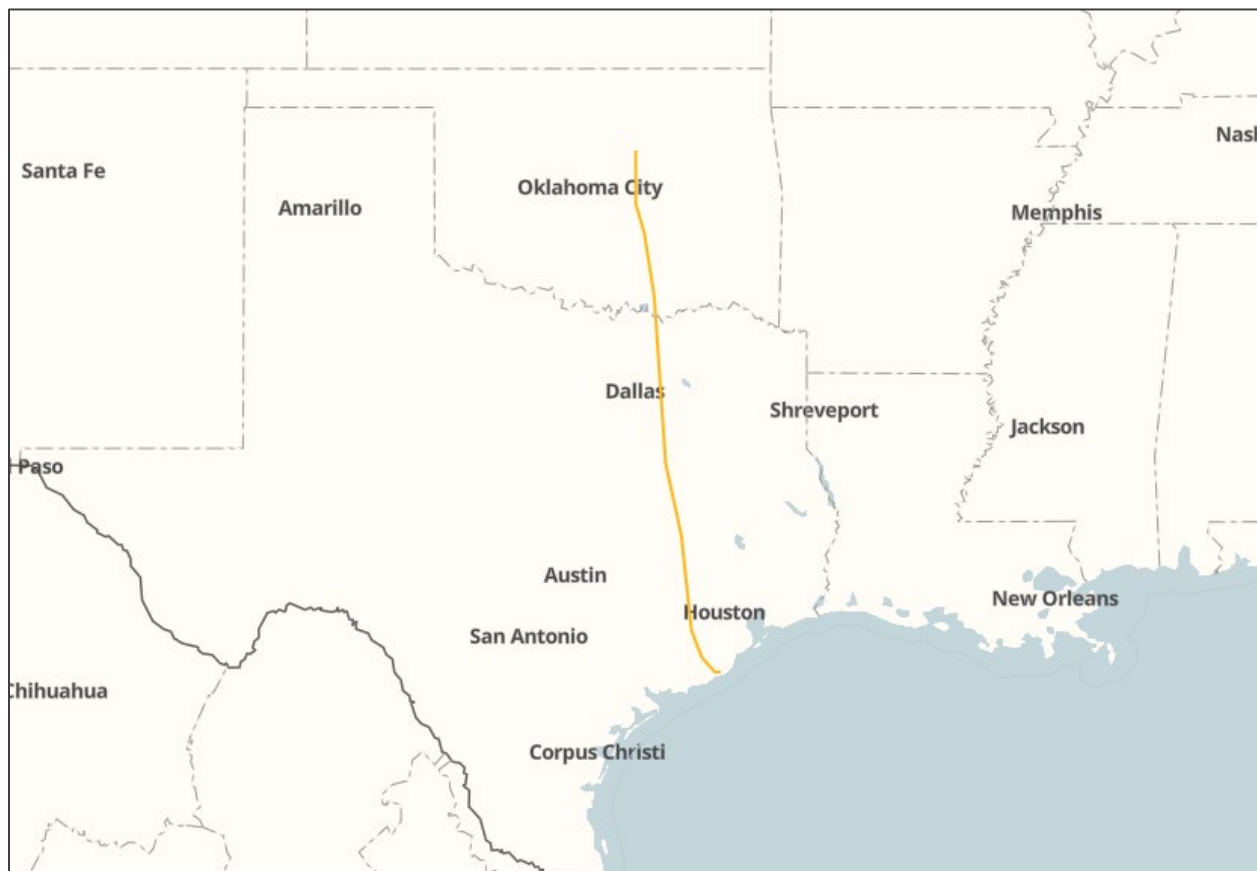 Nash
Santa Fe
Oklahoma City
Amarillo
Memphis
Dallas
Shreveport
Jackson
Paso
Austin
New Orleans
Houston
San Antonio
Chihuahua
Corpus Christi